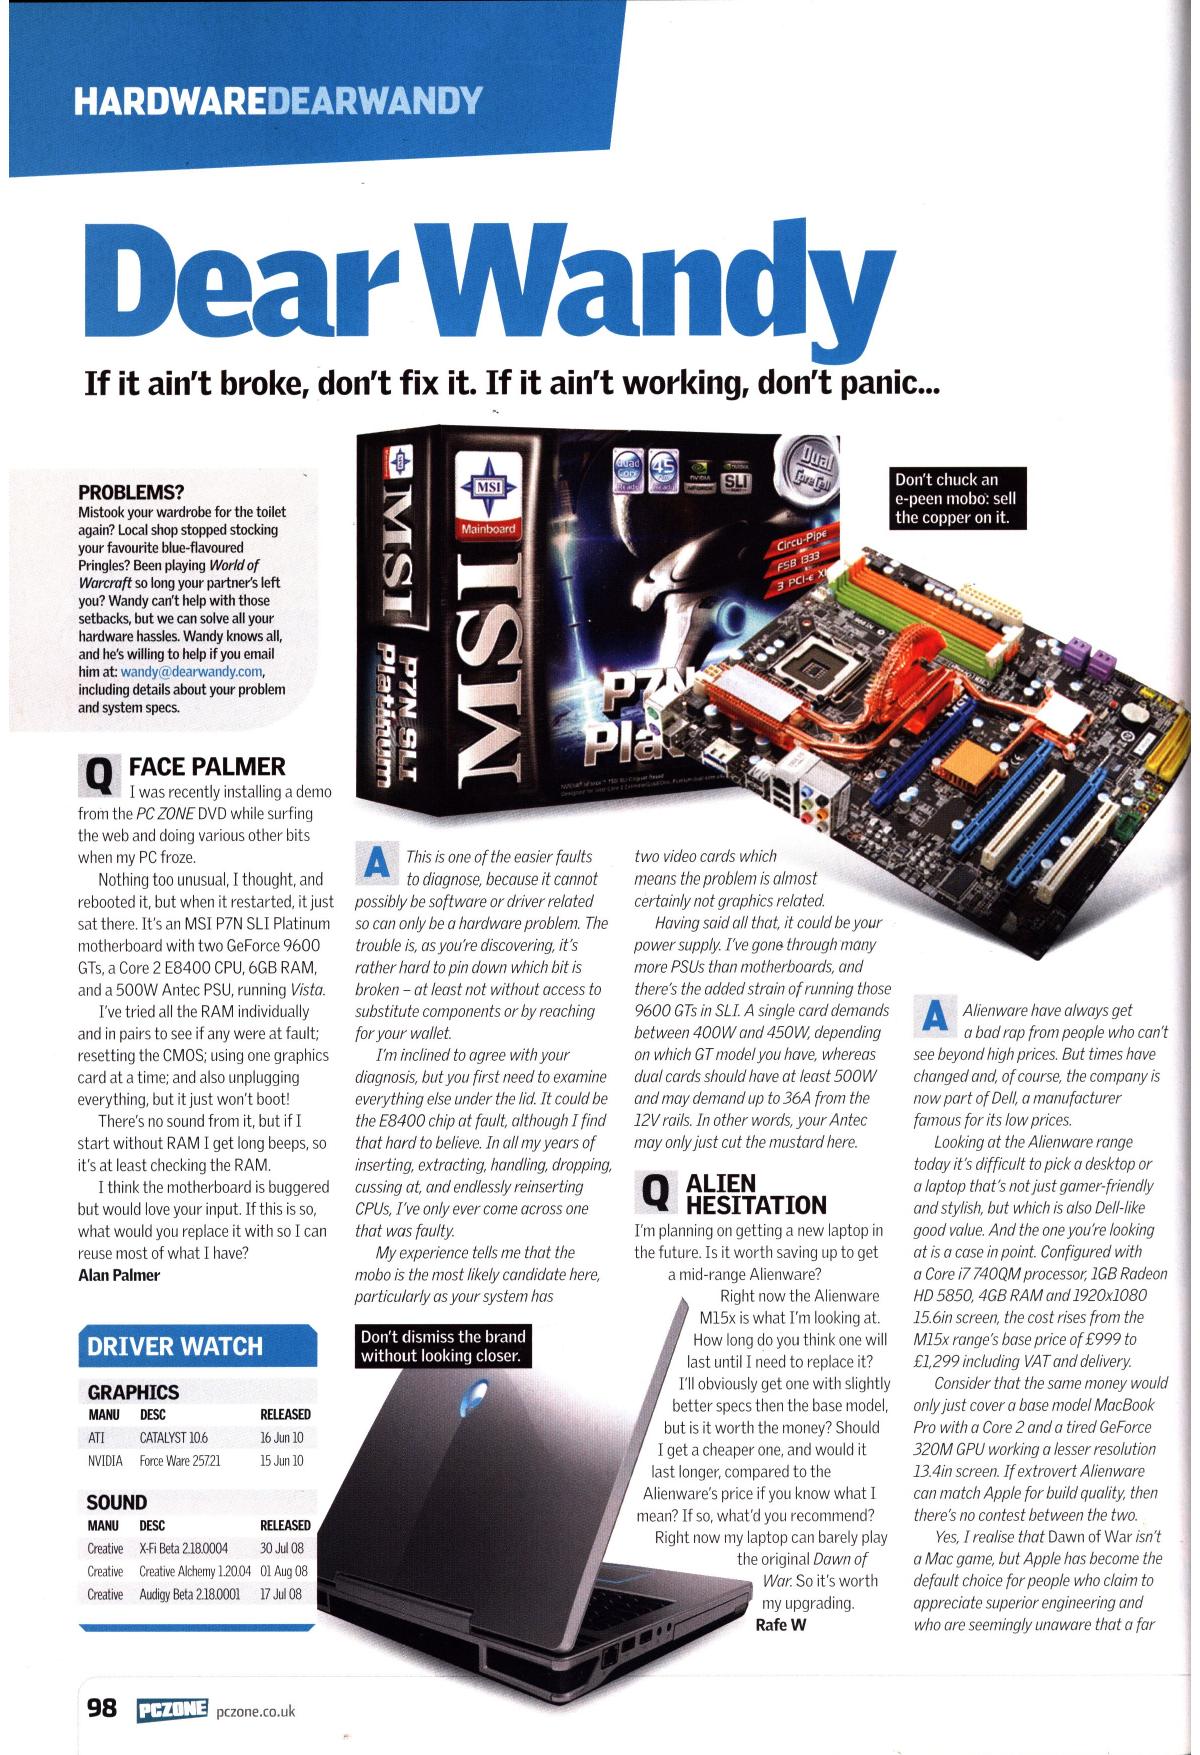 HARDWAREDEARWANDY
Dear Wandy
If it ain't broke, don't fix it. If it ain't working, don't panic...
PROBLEMS?
Mistook your wardrobe for the toilet
again? Local shop stopped stocking
your favourite blue-flavoured
Pringles? Been playing World of
Warcraft so long your partner's left
you? Wandy can't help with those
setbacks, but we can solve all your
hardware hassles. Wandy knows all,
and he's willing to help if you email
him at: wandy@dearwandy.com,
including details about your problem
and system specs.
MSI
P7N SLI
Platinum
MSI
Mainboard
MSI
Quad
Core
Ready
45
Ready
NVIDIA
NVIDIA
SLI
Dual
CoreCell
Circu-Pipe
FSB 1333
3 PCI-E X
P7N
Pla
Don't chuck an
e-peen mobo: sell
the copper on it.
Q FACE PALMER
I was recently installing a demo
from the PC ZONE DVD while surfing
the web and doing various other bits
when my PC froze.
Nothing too unusual, I thought, and
rebooted it, but when it restarted, it just
sat there. It's an MSI P7N SLI Platinum
motherboard with two GeForce 9600
GTs, a Core 2 E8400 CPU, 6GB RAM,
and a 500W Antec PSU, running Vista.
I've tried all the RAM individually
and in pairs to see if any were at fault;
resetting the CMOS; using one graphics
card at a time; and also unplugging
everything, but it just won't boot!
There's no sound from it, but if I
start without RAM I get long beeps, so
it's at least checking the RAM.
I think the motherboard is buggered
but would love your input. If this is so,
what would you replace it with so I can
reuse most of what I have?
Alan Palmer
DRIVER WATCH
GRAPHICS
MANU DESC RELEASED
ATI CATALYST 10.6 16 Jun 10
NVIDIA Force Ware 257.21 15 Jun 10
SOUND
MANU DESC RELEASED
Creative X-Fi Beta 2.18.0004 30 Jul 08
Creative Creative Alchemy 1.20.04 01 Aug 08
Creative Audigy Beta 2.18.0001 17 Jul 08
A This is one of the easier faults
to diagnose, because it cannot
possibly be software or driver related
so can only be a hardware problem. The
trouble is, as you're discovering, it's
rather hard to pin down which bit is
broken – at least not without access to
substitute components or by reaching
for your wallet.
I'm inclined to agree with your
diagnosis, but you first need to examine
everything else under the lid. It could be
the E8400 chip at fault, although I find
that hard to believe. In all my years of
inserting, extracting, handling, dropping,
cussing at, and endlessly reinserting
CPUs, I've only ever come across one
that was faulty.
My experience tells me that the
mobo is the most likely candidate here,
particularly as your system has
two video cards which
means the problem is almost
certainly not graphics related.
Having said all that, it could be your
power supply. I've gone through many
more PSUs than motherboards, and
there's the added strain of running those
9600 GTs in SLI. A single card demands
between 400W and 450W, depending
on which GT model you have, whereas
dual cards should have at least 500W
and may demand up to 36A from the
12V rails. In other words, your Antec
may only just cut the mustard here.
Don't dismiss the brand
without looking closer.
Q ALIEN
HESITATION
I'm planning on getting a new laptop in
the future. Is it worth saving up to get
a mid-range Alienware?
Right now the Alienware
M15x is what I'm looking at.
How long do you think one will
last until I need to replace it?
I'll obviously get one with slightly
better specs then the base model,
but is it worth the money? Should
I get a cheaper one, and would it
last longer, compared to the
Alienware's price if you know what I
mean? If so, what'd you recommend?
Right now my laptop can barely play
the original Dawn of
War. So it's worth
my upgrading.
Rafe W
A Alienware have always get
a bad rap from people who can't
see beyond high prices. But times have
changed and, of course, the company is
now part of Dell, a manufacturer
famous for its low prices.
Looking at the Alienware range
today it's difficult to pick a desktop or
a laptop that's not just gamer-friendly
and stylish, but which is also Dell-like
good value. And the one you're looking
at is a case in point. Configured with
a Core i7 740QM processor, 1GB Radeon
HD 5850, 4GB RAM and 1920x1080
15.6in screen, the cost rises from the
M15x range's base price of £999 to
£1,299 including VAT and delivery.
Consider that the same money would
only just cover a base model MacBook
Pro with a Core 2 and a tired GeForce
320M GPU working a lesser resolution
13.4in screen. If extrovert Alienware
can match Apple for build quality, then
there's no contest between the two.
Yes, I realise that Dawn of War isn't
a Mac game, but Apple has become the
default choice for people who claim to
appreciate superior engineering and
who are seemingly unaware that a far
98 PCZONE pczone.co.uk